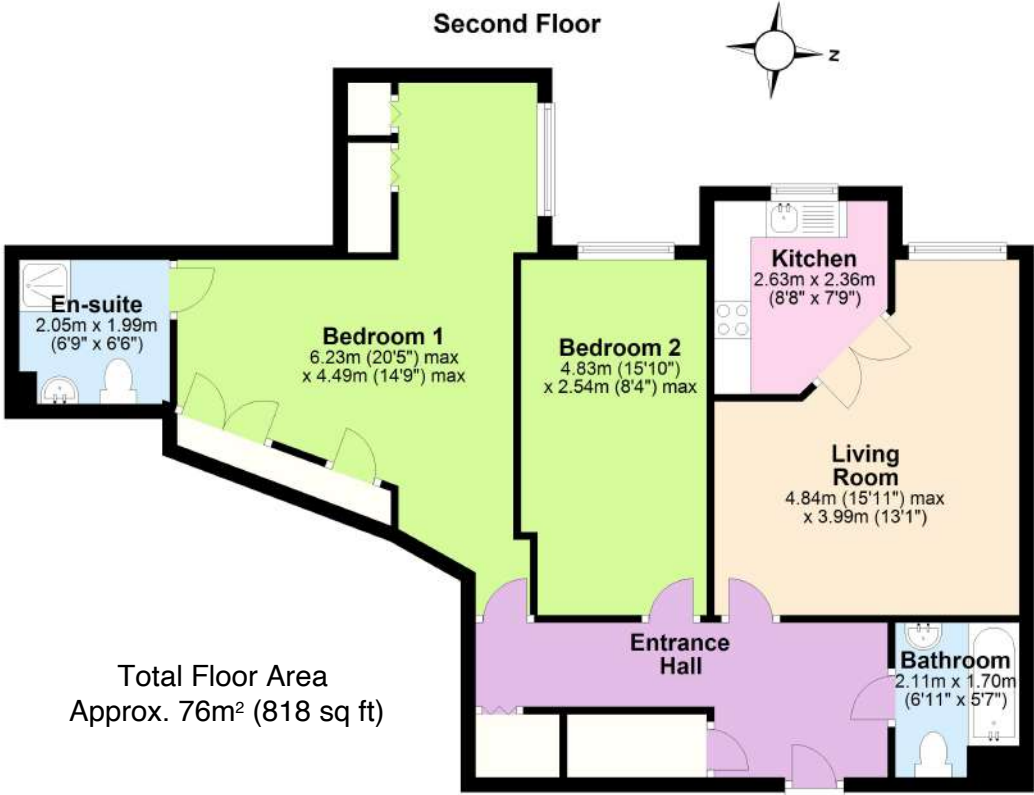 Second Floor
N
Kitchen
2.63m x 2.36m
(8'8" x 7'9")
En-suite
2.05m x 1.99m
(6'9" x 6'6")
Bedroom 1
6.23m (20'5") max
x 4.49m (14'9") max
Bedroom 2
4.83m (15'10")
x 2.54m (8'4") max
Living
Room
4.84m (15'11") max
x 3.99m (13'1")
Entrance
Hall
Bathroom
2.11m x 1.70m
(6'11" x 5'7")
Total Floor Area
Approx. 76m² (818 sq ft)